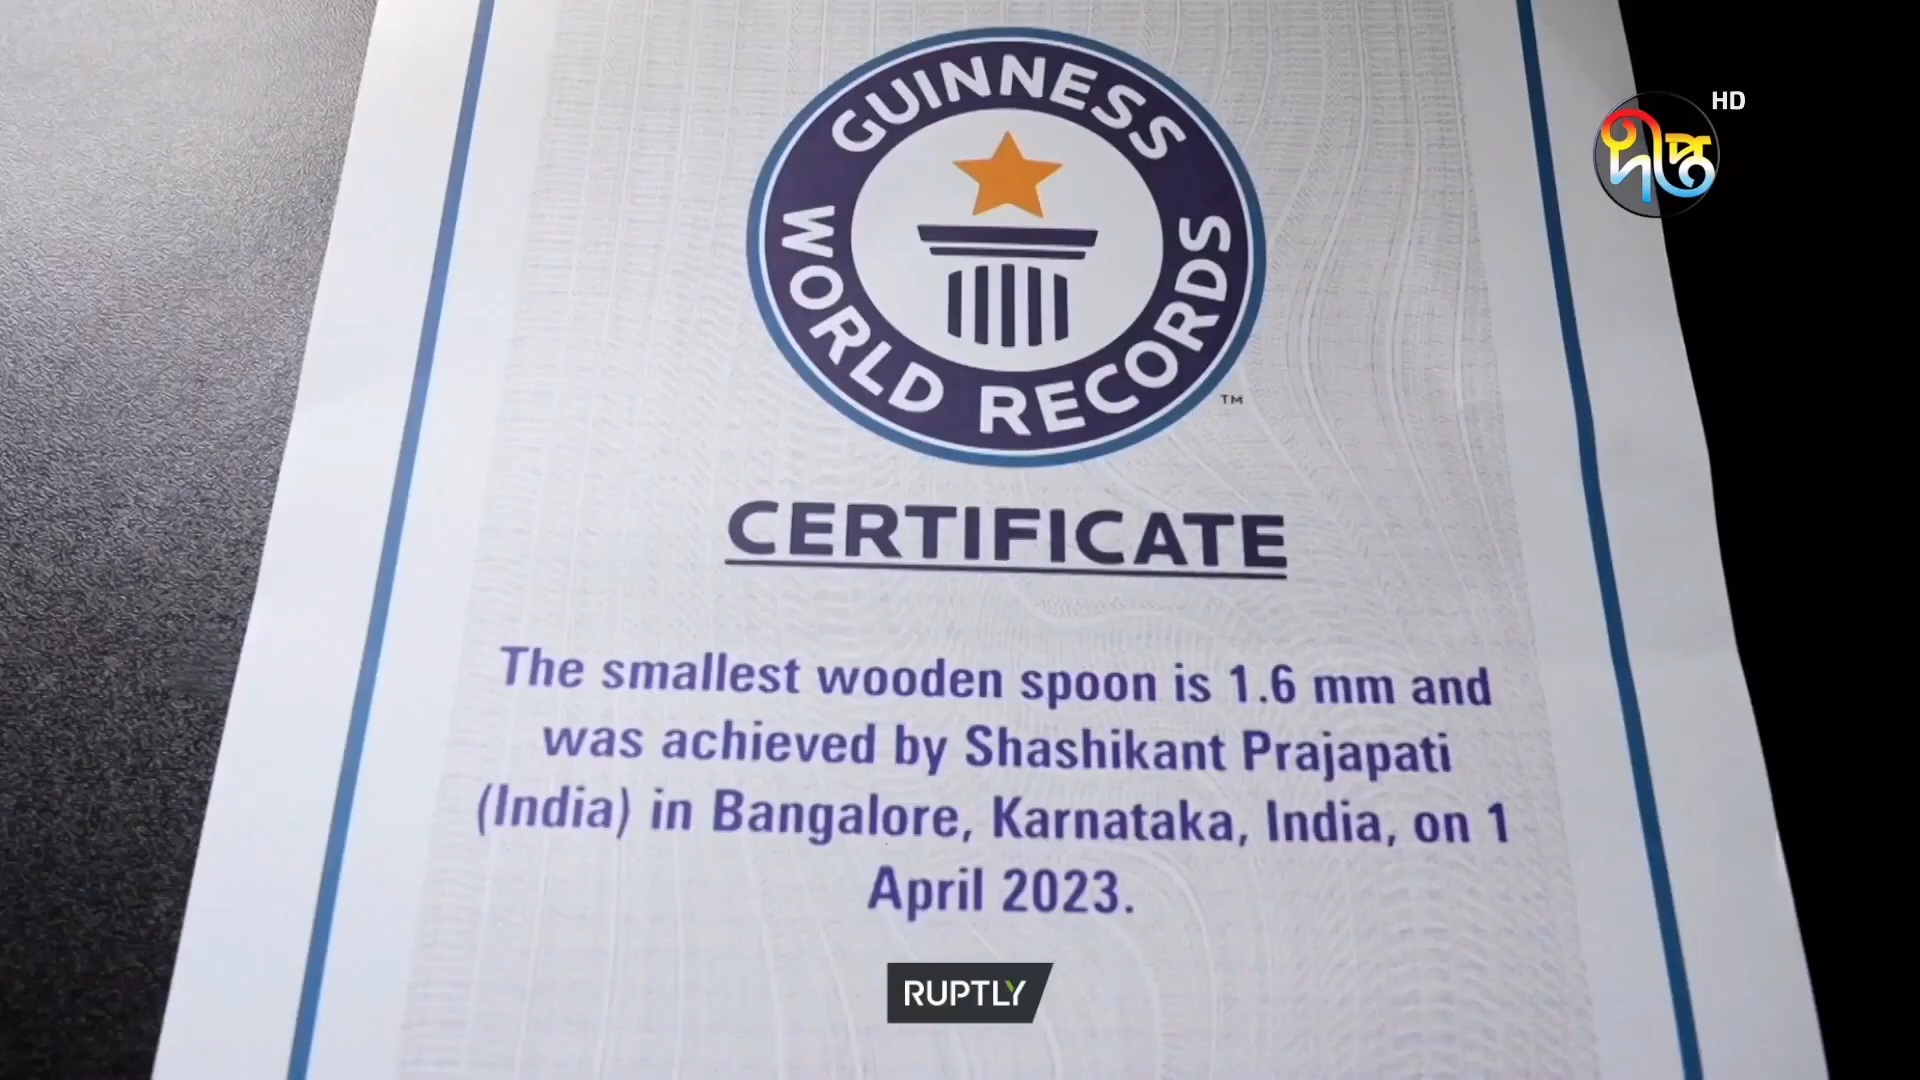 GUINNESS
WORLD RECORDS
TM
HD
দীপ্ত
CERTIFICATE
The smallest wooden spoon is 1.6 mm and
was achieved by Shashikant Prajapati
(India) in Bangalore, Karnataka, India, on 1
April 2023.
RUPTLY